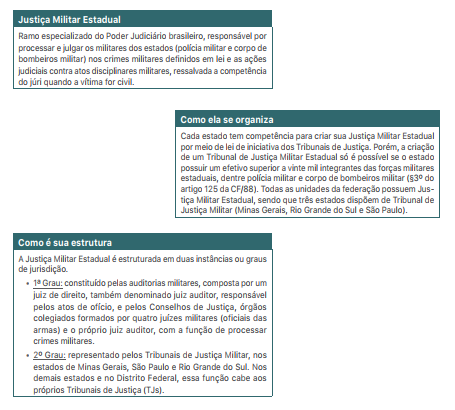 Justiça Militar Estadual
Ramo especializado do Poder Judiciário brasileiro, responsável por
processar e julgar os militares dos estados (polícia militar e corpo de
bombeiros militar) nos crimes militares definidos em lei e as ações
judiciais contra atos disciplinares militares, ressalvada a competência
do júri quando a vítima for civil.
Como ela se organiza
Cada estado tem competência para criar sua Justiça Militar Estadual
por meio de lei de iniciativa dos Tribunais de Justiça. Porém, a criação
de um Tribunal de Justiça Militar Estadual só é possível se o estado
possuir um efetivo superior a vinte mil integrantes das forças militares
estaduais, dentre polícia militar e corpo de bombeiros militar (§3º do
artigo 125 da CF/88). Todas as unidades da federação possuem Jus-
tiça Militar Estadual, sendo que três estados dispõem de Tribunal de
Justiça Militar (Minas Gerais, Rio Grande do Sul e São Paulo).
Como é sua estrutura
A Justiça Militar Estadual é estruturada em duas instâncias ou graus
de jurisdição.
• 1º Grau: constituído pelas auditorias militares, composta por um
juiz de direito, também denominado juiz auditor, responsável
pelos atos de ofício, e pelos Conselhos de Justiça, órgãos
colegiados formados por quatro juízes militares (oficiais das
armas) e o próprio juiz auditor, com a função de processar
crimes militares.
• 2º Grau: representado pelos Tribunais de Justiça Militar, nos
estados de Minas Gerais, São Paulo e Rio Grande do Sul. Nos
demais estados e no Distrito Federal, essa função cabe aos
próprios Tribunais de Justiça (TJs).